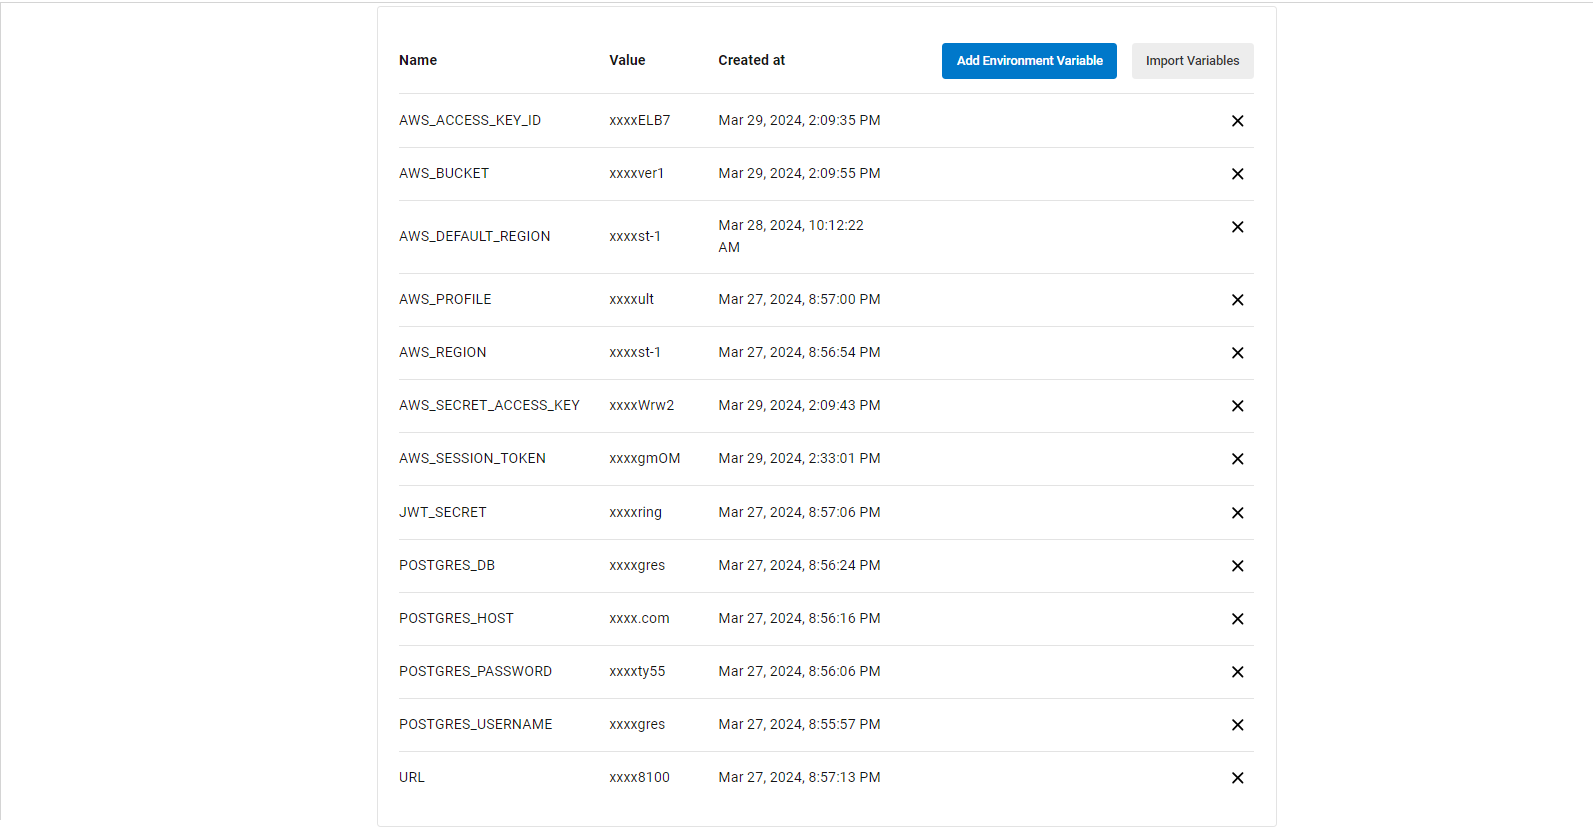 Name Value Created at Add Environment Variable Import Variables
AWS_ACCESS_KEY_ID xxxxELB7 Mar 29, 2024, 2:09:35 PM
AWS_BUCKET xxxxver1 Mar 29, 2024, 2:09:55 PM
AWS_DEFAULT_REGION xxxxst-1 Mar 28, 2024, 10:12:22
AM
AWS_PROFILE xxxxult Mar 27, 2024, 8:57:00 PM
AWS_REGION xxxxst-1 Mar 27, 2024, 8:56:54 PM
AWS_SECRET_ACCESS_KEY xxxxWrw2 Mar 29, 2024, 2:09:43 PM
AWS_SESSION_TOKEN xxxxgmOM Mar 29, 2024, 2:33:01 PM
JWT_SECRET xxxxring Mar 27, 2024, 8:57:06 PM
POSTGRES_DB xxxxgres Mar 27, 2024, 8:56:24 PM
POSTGRES_HOST xxxx.com Mar 27, 2024, 8:56:16 PM
POSTGRES_PASSWORD xxxxty55 Mar 27, 2024, 8:56:06 PM
POSTGRES_USERNAME xxxxgres Mar 27, 2024, 8:55:57 PM
URL xxxx8100 Mar 27, 2024, 8:57:13 PM